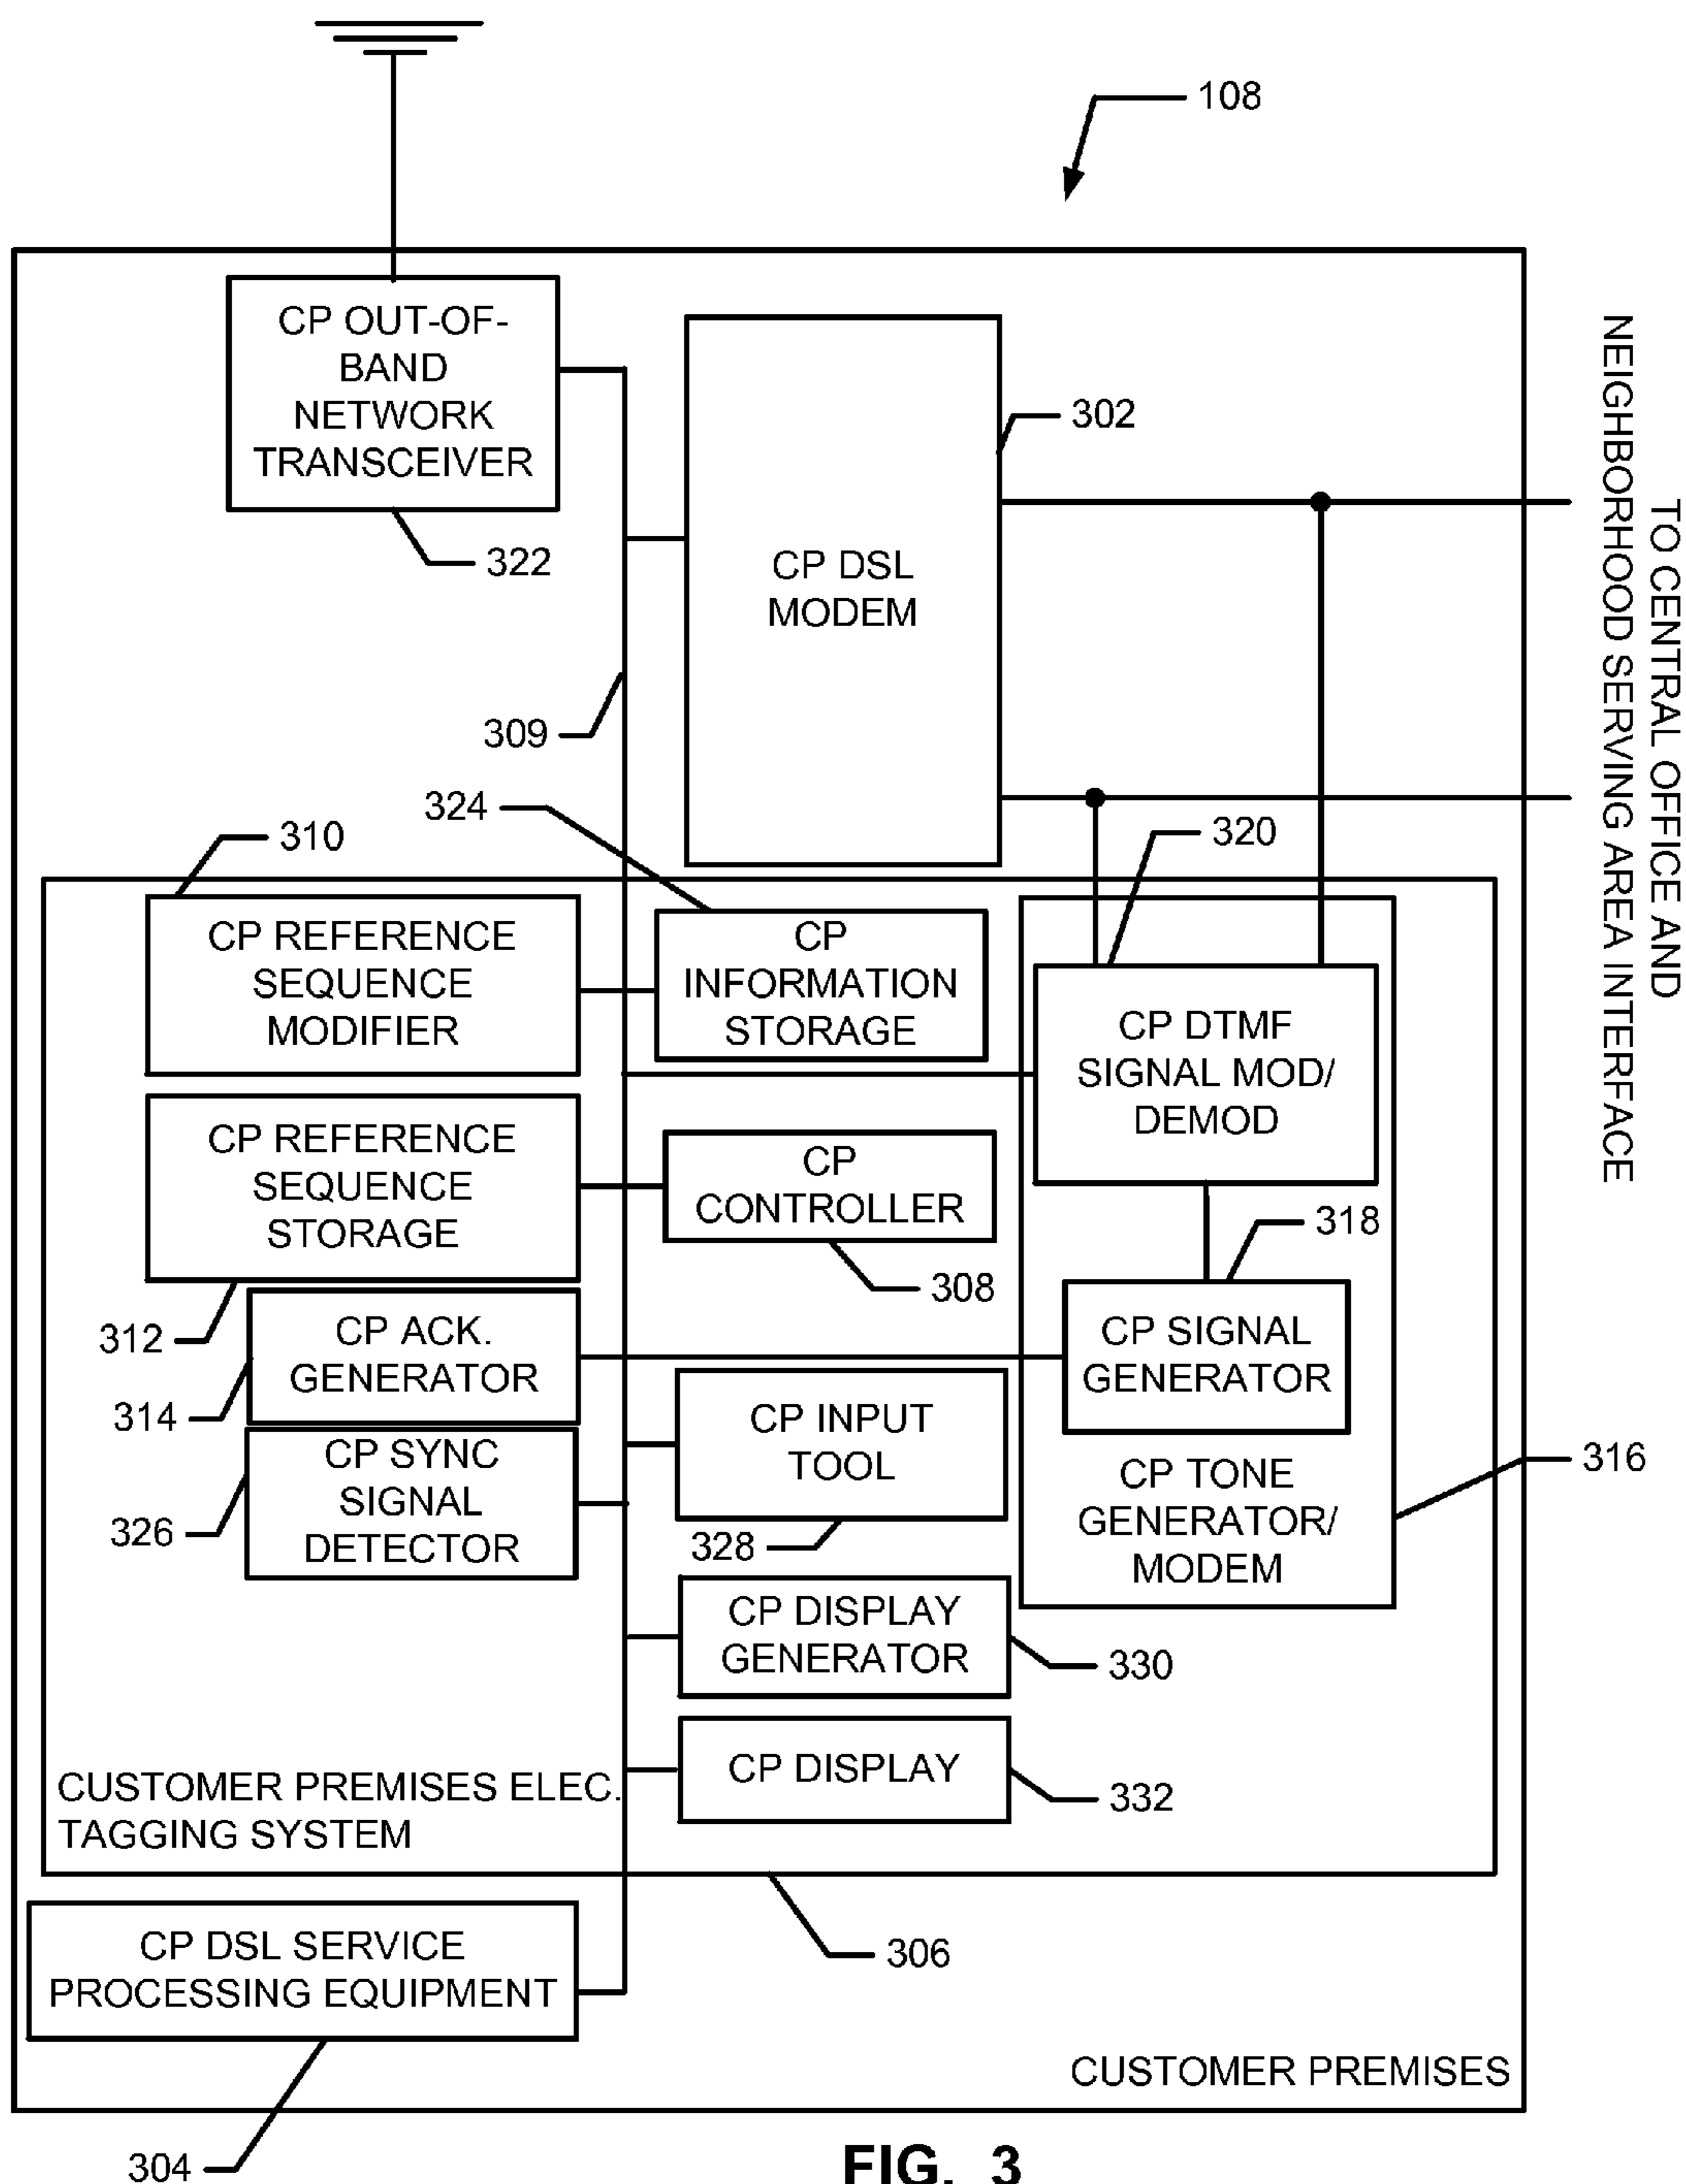 108
CP OUT-OF-
BAND
NETWORK
TRANSCEIVER
322
CP DSL
MODEM
302
TO CENTRAL OFFICE AND
NEIGHBORHOOD SERVING AREA INTERFACE
309
324
310
320
CP REFERENCE
SEQUENCE
MODIFIER
CP
INFORMATION
STORAGE
CP DTMF
SIGNAL MOD/
DEMOD
CP REFERENCE
SEQUENCE
STORAGE
312
CP
CONTROLLER
308
318
CP ACK.
GENERATOR
314
CP SIGNAL
GENERATOR
CP INPUT
TOOL
328
CP TONE
GENERATOR/
MODEM
316
CP SYNC
SIGNAL
DETECTOR
326
CP DISPLAY
GENERATOR
330
CP DISPLAY
332
CUSTOMER PREMISES ELEC.
TAGGING SYSTEM
306
CP DSL SERVICE
PROCESSING EQUIPMENT
304
CUSTOMER PREMISES
FIG. 3